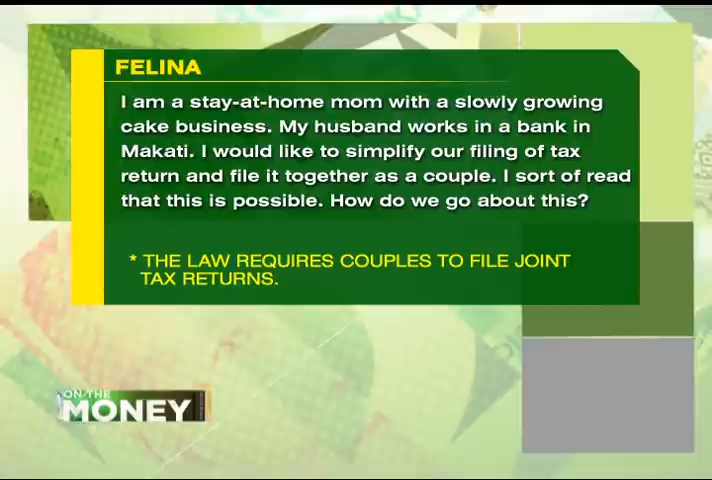 FELINA
I am a stay-at-home mom with a slowly growing
cake business. My husband works in a bank in
Makati. I would like to simplify our filing of tax
return and file it together as a couple. I sort of read
that this is possible. How do we go about this?
* THE LAW REQUIRES COUPLES TO FILE JOINT
TAX RETURNS.
ON THE
MONEY